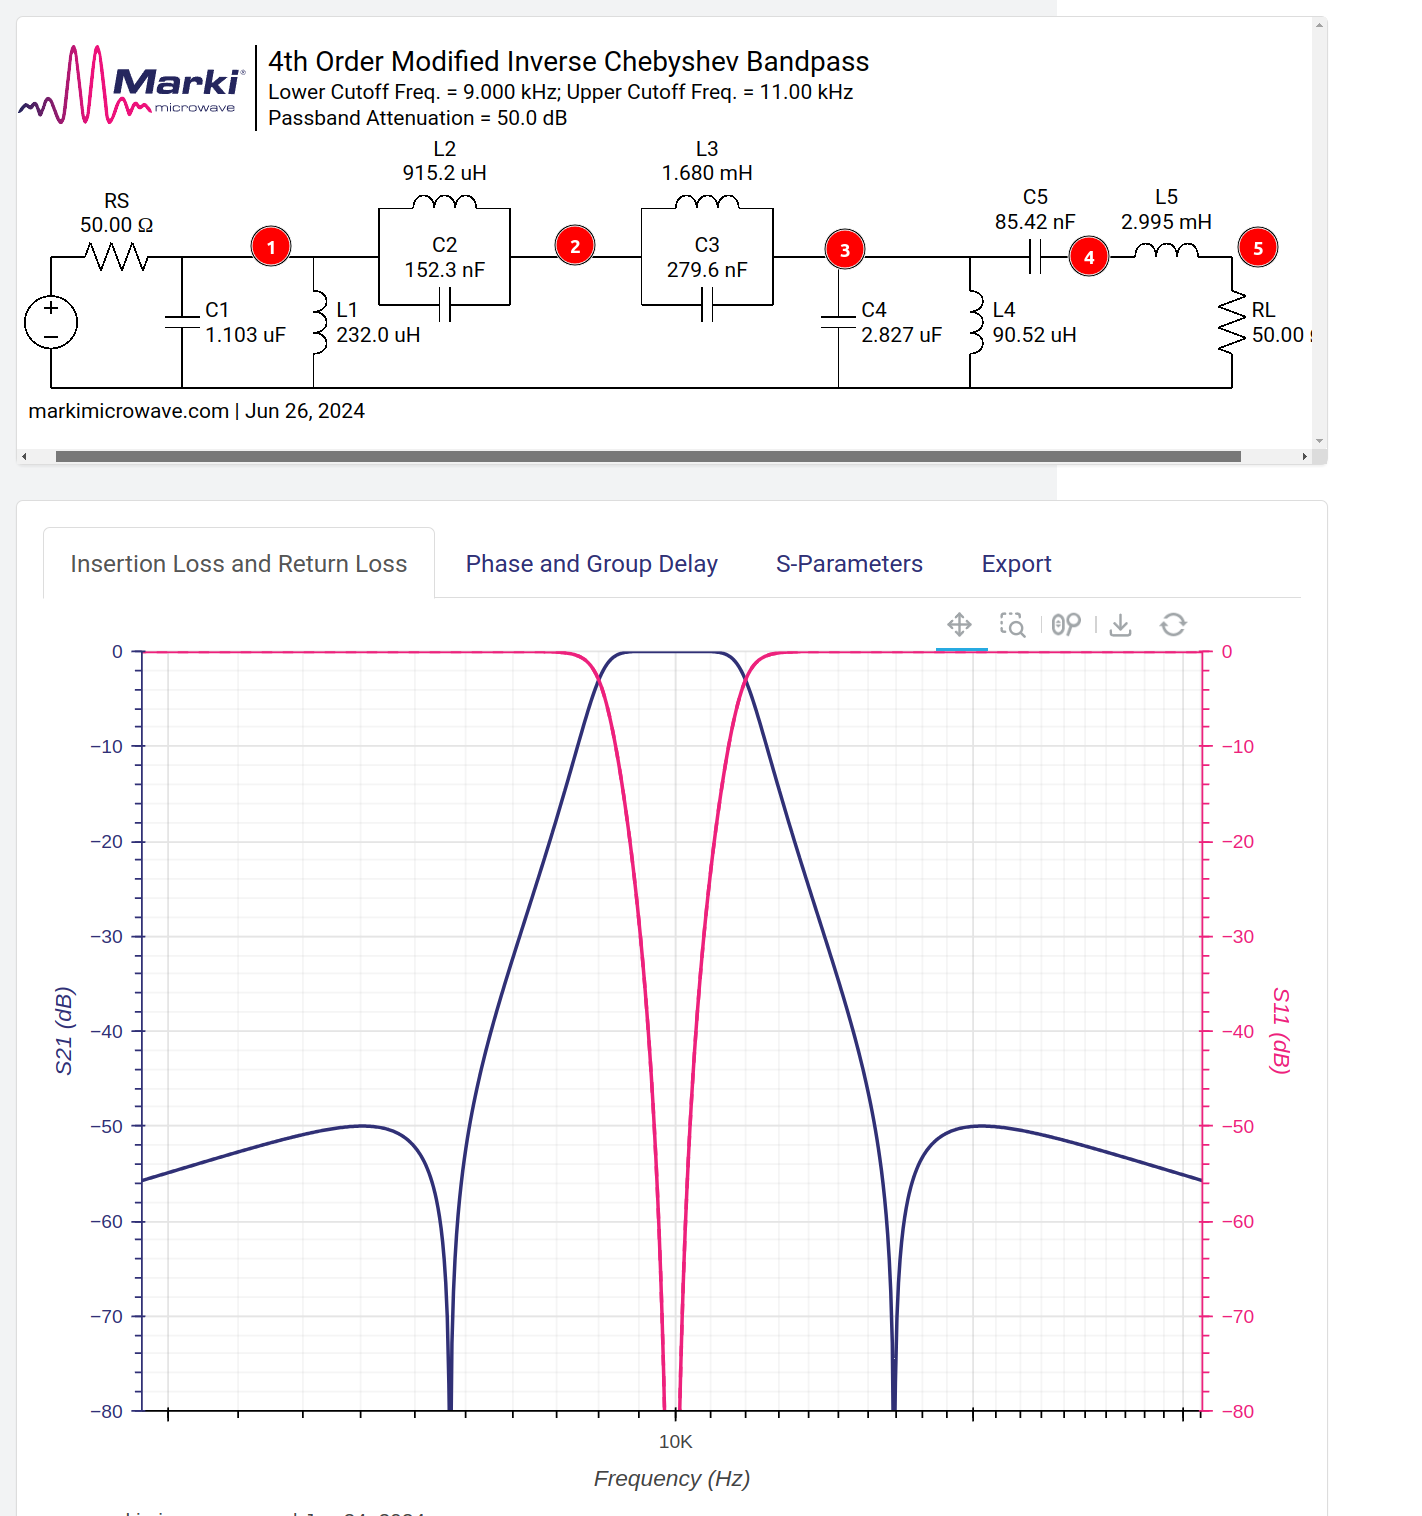 Marki®
microwave
4th Order Modified Inverse Chebyshev Bandpass
Lower Cutoff Freq. = 9.000 kHz; Upper Cutoff Freq. = 11.00 kHz
Passband Attenuation = 50.0 dB
L2
915.2 uH
L3
1.680 mH
RS
50.00 Ω
C5
85.42 nF
L5
2.995 mH
1
C2
152.3 nF
2
C3
279.6 nF
3
4
5
+
−
C1
1.103 uF
L1
232.0 uH
C4
2.827 uF
L4
90.52 uH
RL
50.00
markimicrowave.com | Jun 26, 2024
Insertion Loss and Return Loss
Phase and Group Delay
S-Parameters
Export
0
−10
−20
−30
−40
−50
−60
−70
−80
S21 (dB)
0
−10
−20
−30
−40
−50
−60
−70
−80
S11 (dB)
10K
Frequency (Hz)